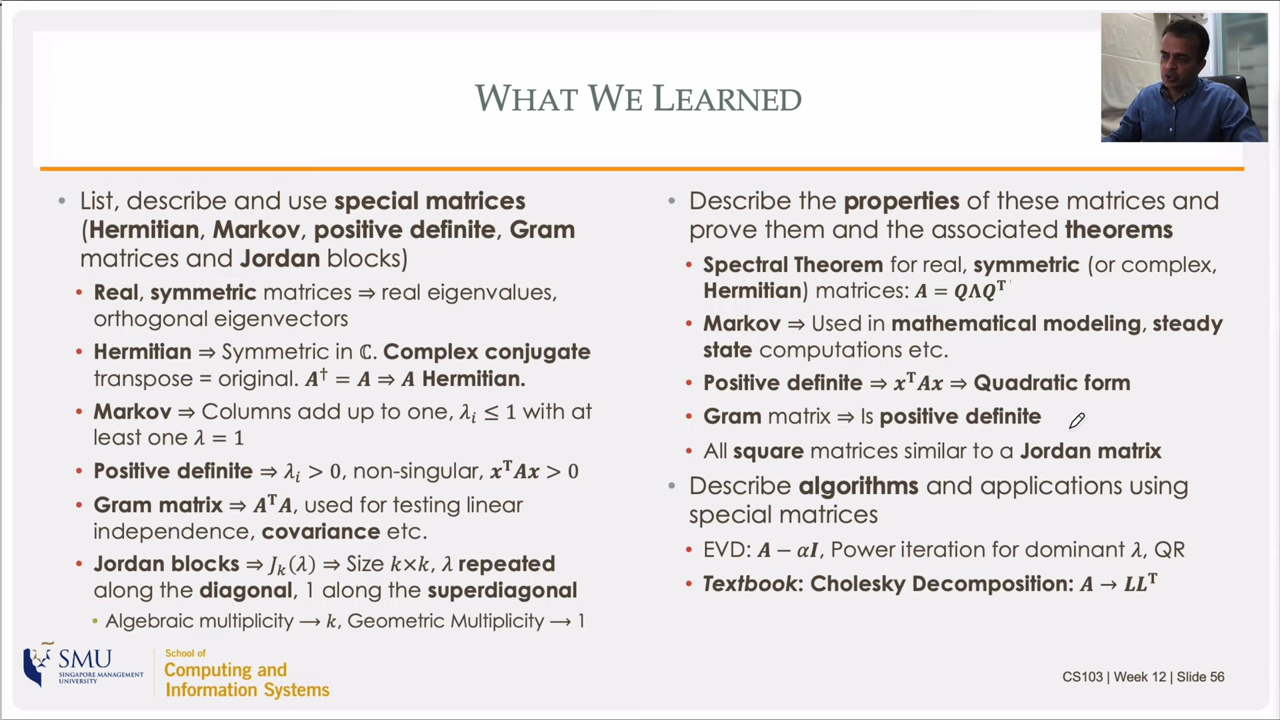 WHAT WE LEARNED
• List, describe and use special matrices
(Hermitian, Markov, positive definite, Gram
matrices and Jordan blocks)
• Real, symmetric matrices ⇒ real eigenvalues,
orthogonal eigenvectors
• Hermitian ⇒ Symmetric in ℂ. Complex conjugate
transpose = original. A† = A ⇒ A Hermitian.
• Markov ⇒ Columns add up to one, λᵢ ≤ 1 with at
least one λ = 1
• Positive definite ⇒ λᵢ > 0, non-singular, xᵀAx > 0
• Gram matrix ⇒ AᵀA, used for testing linear
independence, covariance etc.
• Jordan blocks ⇒ Jₖ(λ) ⇒ Size k×k, λ repeated
along the diagonal, 1 along the superdiagonal
• Algebraic multiplicity → k, Geometric Multiplicity → 1
• Describe the properties of these matrices and
prove them and the associated theorems
• Spectral Theorem for real, symmetric (or complex,
Hermitian) matrices: A = QΛQᵀ
• Markov ⇒ Used in mathematical modeling, steady
state computations etc.
• Positive definite ⇒ xᵀAx ⇒ Quadratic form
• Gram matrix ⇒ Is positive definite
• All square matrices similar to a Jordan matrix
• Describe algorithms and applications using
special matrices
• EVD: A − αI, Power iteration for dominant λ, QR
• Textbook: Cholesky Decomposition: A → LLᵀ
SMU
SINGAPORE MANAGEMENT
UNIVERSITY
School of
Computing and
Information Systems
CS103 | Week 12 | Slide 56